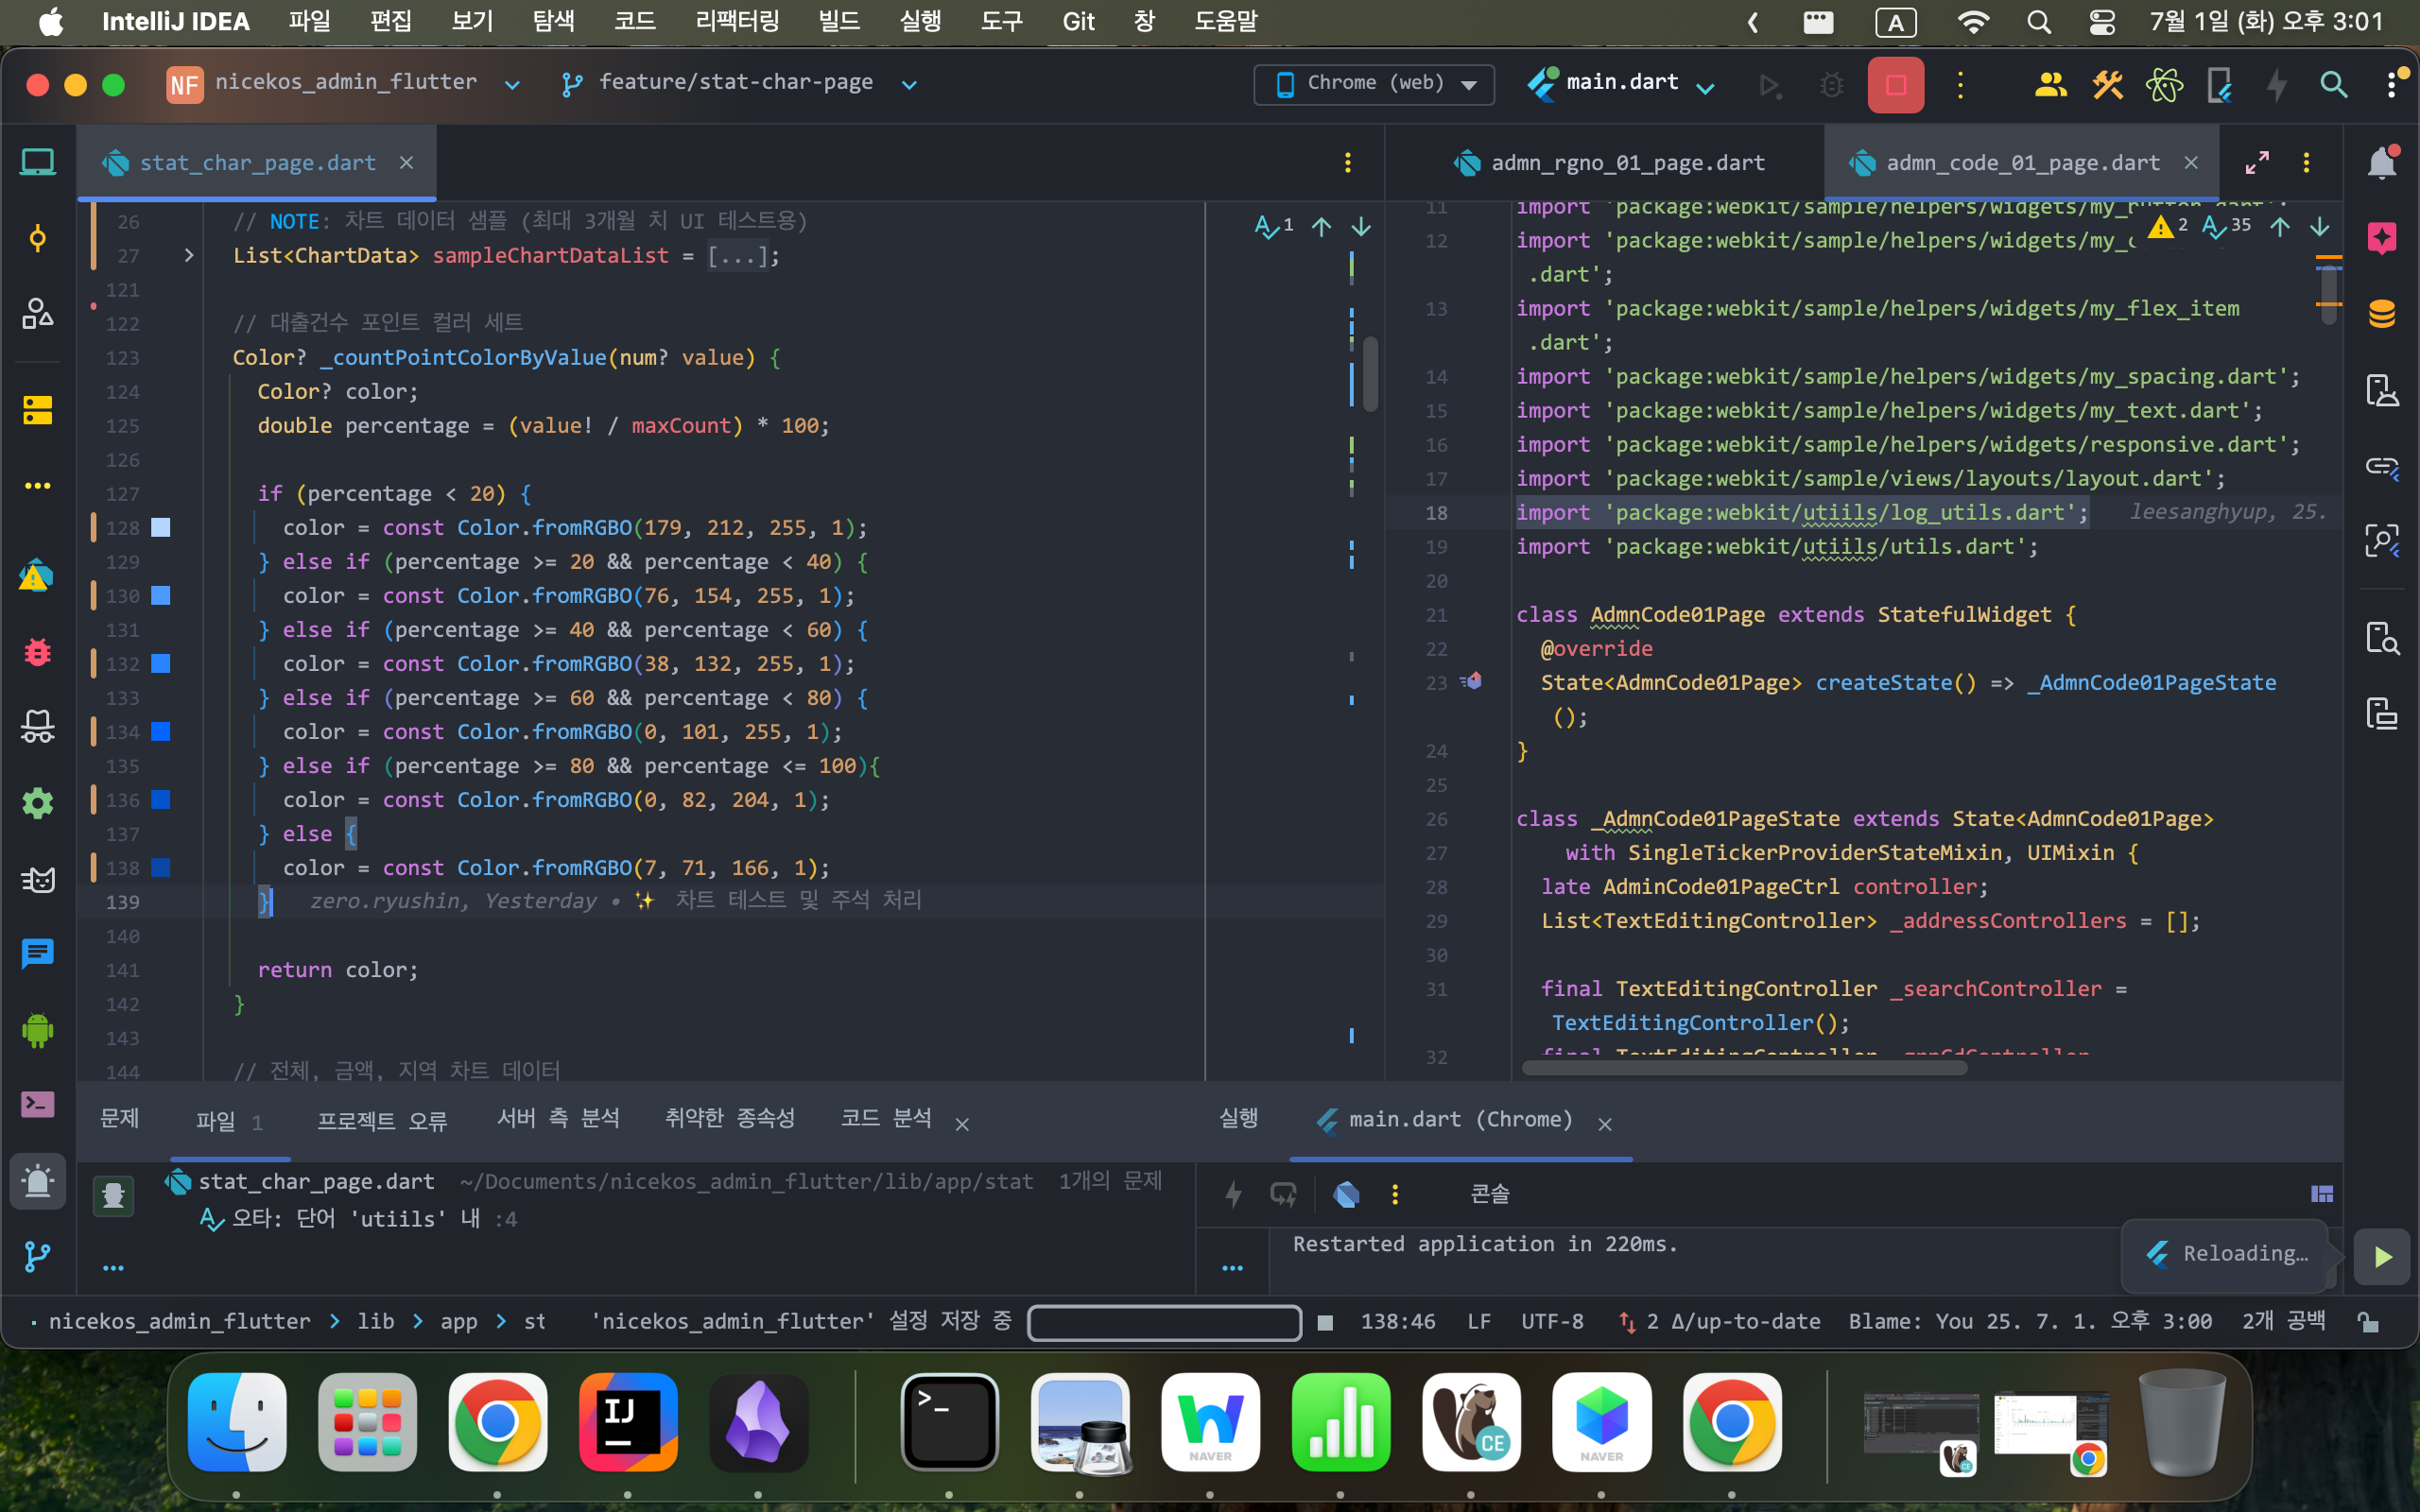 IntelliJ IDEA 파일 편집 보기 탐색 코드 리팩터링 빌드 실행 도구 Git 창 도움말 A 7월 1일 (화) 오후 3:01
NF nicekos_admin_flutter feature/stat-char-page Chrome (web) main.dart
stat_char_page.dart
26 // NOTE: 차트 데이터 샘플 (최대 3개월 치 UI 테스트용)
27 List<ChartData> sampleChartDataList = [...];
121
122 // 대출건수 포인트 컬러 세트
123 Color? _countPointColorByValue(num? value) {
124 Color? color;
125 double percentage = (value! / maxCount) * 100;
126
127 if (percentage < 20) {
128 color = const Color.fromRGBO(179, 212, 255, 1);
129 } else if (percentage >= 20 && percentage < 40) {
130 color = const Color.fromRGBO(76, 154, 255, 1);
131 } else if (percentage >= 40 && percentage < 60) {
132 color = const Color.fromRGBO(38, 132, 255, 1);
133 } else if (percentage >= 60 && percentage < 80) {
134 color = const Color.fromRGBO(0, 101, 255, 1);
135 } else if (percentage >= 80 && percentage <= 100){
136 color = const Color.fromRGBO(0, 82, 204, 1);
137 } else {
138 color = const Color.fromRGBO(7, 71, 166, 1);
139 } zero.ryushin, Yesterday • ✨ 차트 테스트 및 주석 처리
140
141 return color;
142 }
143
144 // 전체, 금액, 지역 차트 데이터
1
admn_rgno_01_page.dart admn_code_01_page.dart
2 35
11 import 'package:webkit/sample/helpers/widgets/my_button.dart';
12 import 'package:webkit/sample/helpers/widgets/my_c
.dart';
13 import 'package:webkit/sample/helpers/widgets/my_flex_item
.dart';
14 import 'package:webkit/sample/helpers/widgets/my_spacing.dart';
15 import 'package:webkit/sample/helpers/widgets/my_text.dart';
16 import 'package:webkit/sample/helpers/widgets/responsive.dart';
17 import 'package:webkit/sample/views/layouts/layout.dart';
18 import 'package:webkit/utiils/log_utils.dart'; leesanghyup, 25.
19 import 'package:webkit/utiils/utils.dart';
20
21 class AdmnCode01Page extends StatefulWidget {
22 @override
23 State<AdmnCode01Page> createState() => _AdmnCode01PageState
();
24 }
25
26 class _AdmnCode01PageState extends State<AdmnCode01Page>
27 with SingleTickerProviderStateMixin, UIMixin {
28 late AdminCode01PageCtrl controller;
29 List<TextEditingController> _addressControllers = [];
30
31 final TextEditingController _searchController =
TextEditingController();
32 final TextEditingController _grpCdController
문제 파일 1 프로젝트 오류 서버 측 분석 취약한 종속성 코드 분석
stat_char_page.dart ~/Documents/nicekos_admin_flutter/lib/app/stat 1개의 문제
오타: 단어 'utiils' 내 :4
실행 main.dart (Chrome)
콘솔
Restarted application in 220ms.
Reloading...
nicekos_admin_flutter > lib > app > st 'nicekos_admin_flutter' 설정 저장 중 138:46 LF UTF-8 2 Δ/up-to-date Blame: You 25. 7. 1. 오후 3:00 2개 공백
IJ
>_
NAVER
CE
NAVER